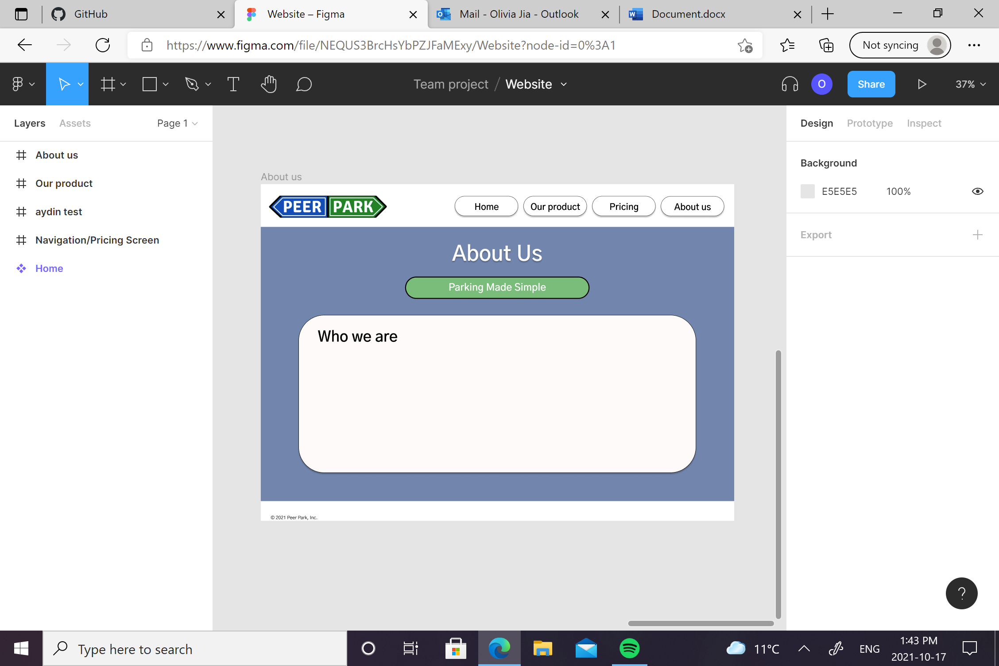 GitHub
Website – Figma
Mail - Olivia Jia - Outlook
Document.docx
https://www.figma.com/file/NEQUS3BrcHsYbPZJFaMExy/Website?node-id=0%3A1
Not syncing
Team project / Website
O
Share
37%
Layers
Assets
Page 1
Design
Prototype
Inspect
About us
Our product
aydin test
Navigation/Pricing Screen
Home
About us
PEER PARK
Home
Our product
Pricing
About us
About Us
Parking Made Simple
Who we are
© 2021 Peer Park, Inc.
Background
E5E5E5
100%
Export
?
Type here to search
11°C
ENG
1:43 PM
2021-10-17